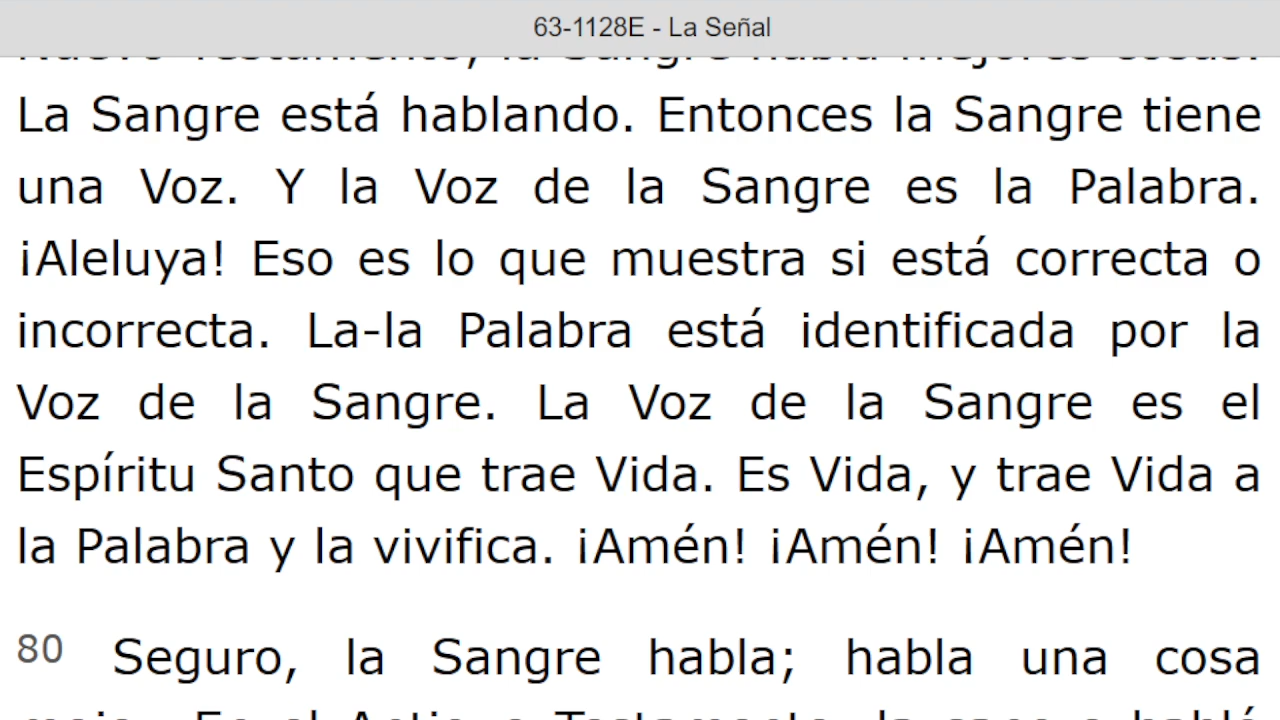 63-1128E - La Señal
La Sangre está hablando. Entonces la Sangre tiene
una Voz. Y la Voz de la Sangre es la Palabra.
¡Aleluya! Eso es lo que muestra si está correcta o
incorrecta. La-la Palabra está identificada por la
Voz de la Sangre. La Voz de la Sangre es el
Espíritu Santo que trae Vida. Es Vida, y trae Vida a
la Palabra y la vivifica. ¡Amén! ¡Amén! ¡Amén!
80 Seguro, la Sangre habla; habla una cosa